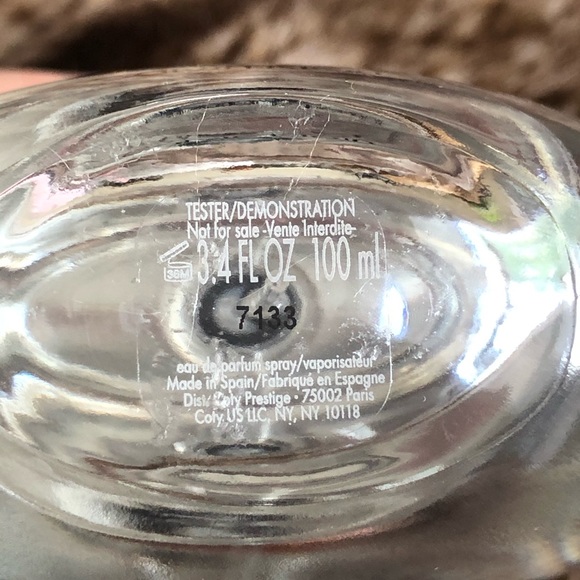 TESTER/DEMONSTRATION
Not for sale -Vente Interdite-
36M 3.4 FL OZ 100 ml
7133
eau de parfum spray/vaporisateur
Made in Spain/Fabriqué en Espagne
Dist. Coty Prestige • 75002 Paris
Coty US LLC, NY, NY 10118